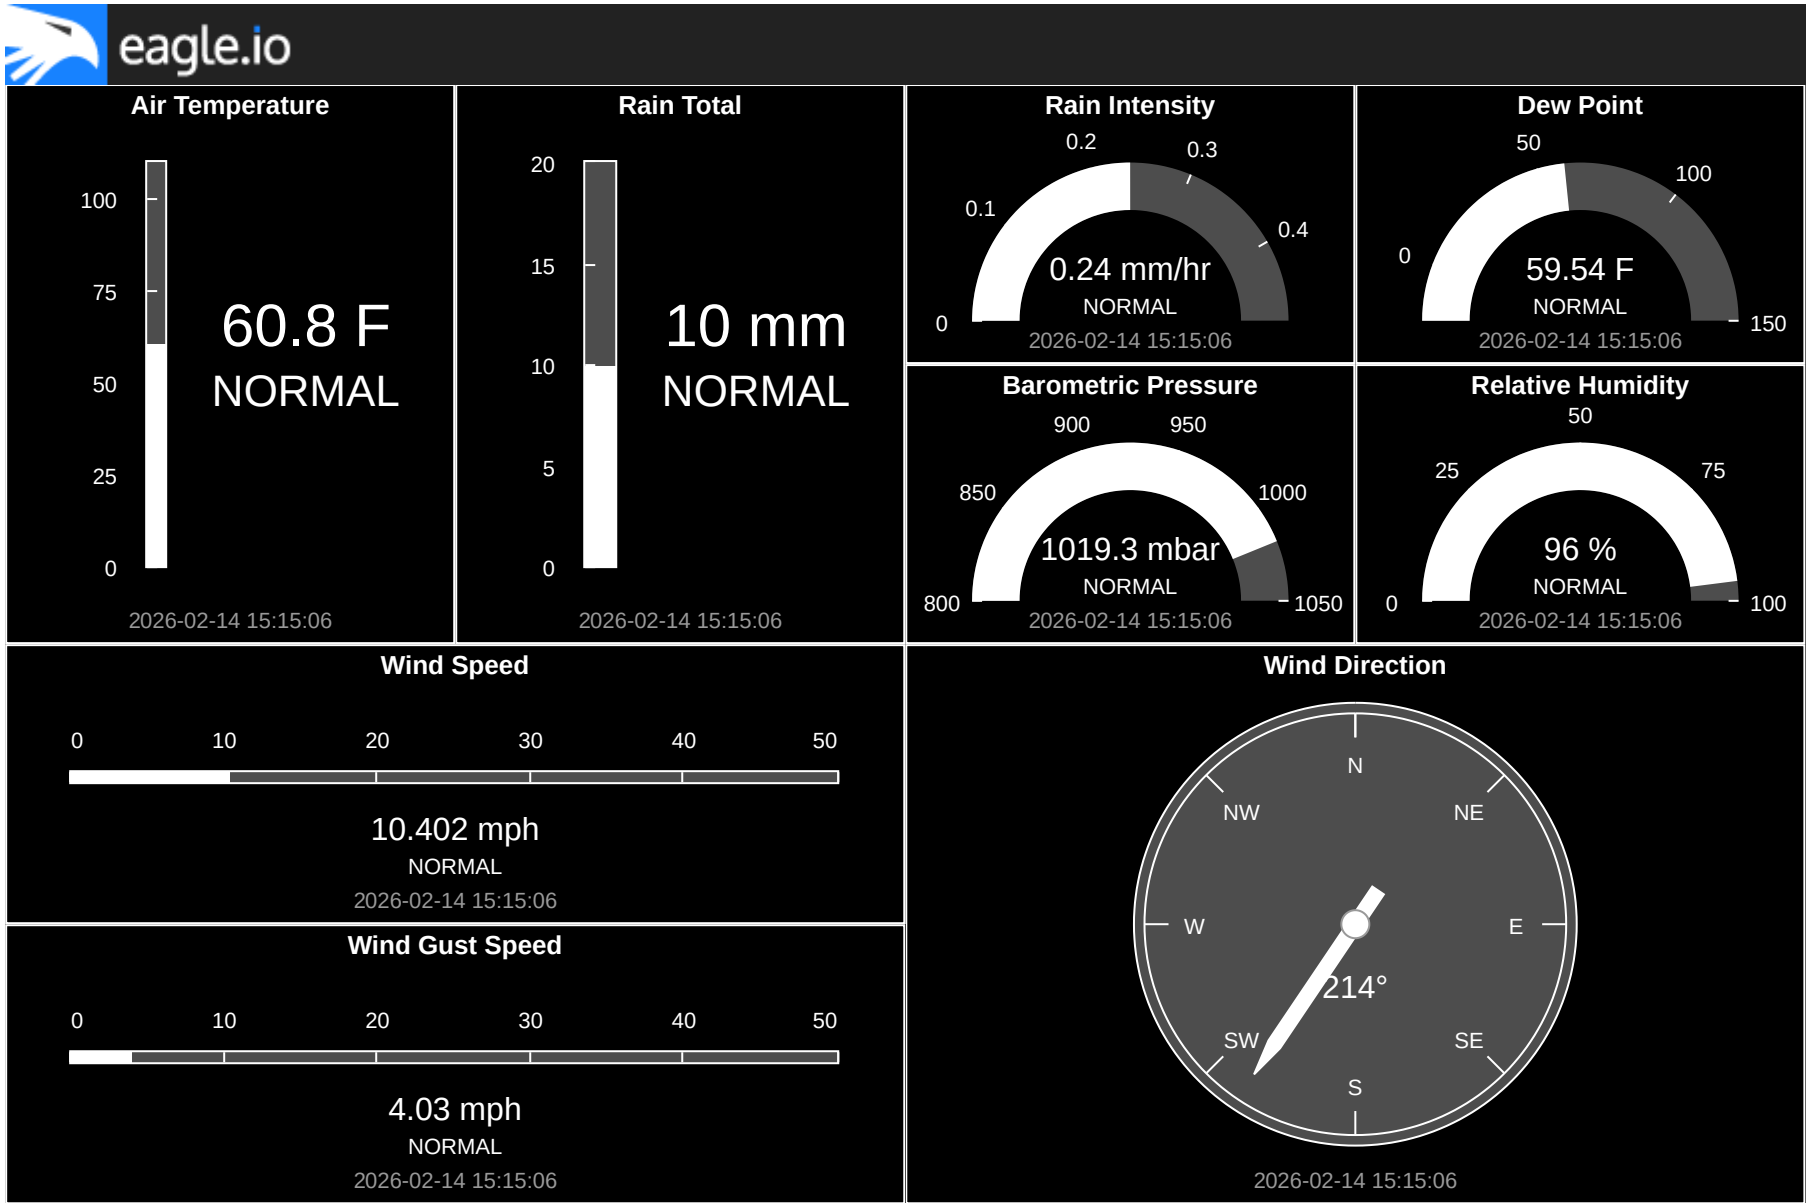 eagle.io
Air Temperature
100
75
50
25
0
60.8 F
NORMAL
2026-02-14 15:15:06
Rain Total
20
15
10
5
0
10 mm
NORMAL
2026-02-14 15:15:06
Rain Intensity
0
0.1
0.2
0.3
0.4
0.24 mm/hr
NORMAL
2026-02-14 15:15:06
Dew Point
0
50
100
150
59.54 F
NORMAL
2026-02-14 15:15:06
Barometric Pressure
800
850
900
950
1000
1050
1019.3 mbar
NORMAL
2026-02-14 15:15:06
Relative Humidity
0
25
50
75
100
96 %
NORMAL
2026-02-14 15:15:06
Wind Speed
0 10 20 30 40 50
10.402 mph
NORMAL
2026-02-14 15:15:06
Wind Gust Speed
0 10 20 30 40 50
4.03 mph
NORMAL
2026-02-14 15:15:06
Wind Direction
N
NW NE
W E
214°
SW SE
S
2026-02-14 15:15:06